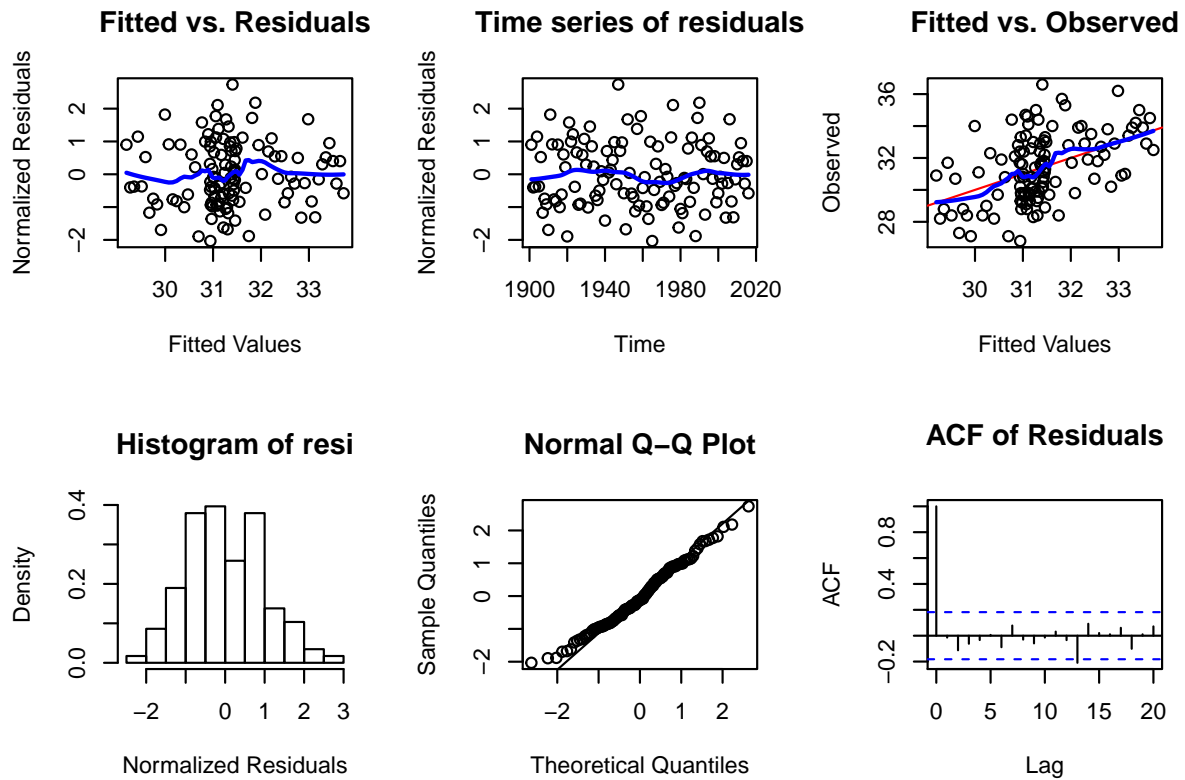 Fitted vs. Residuals
Normalized Residuals
2
1
0
−2
30 31 32 33
Fitted Values
Time series of residuals
Normalized Residuals
2
1
0
−2
1900 1940 1980 2020
Time
Fitted vs. Observed
Observed
36
32
28
30 31 32 33
Fitted Values
Histogram of resi
Density
0.4
0.2
0.0
−2 0 1 2 3
Normalized Residuals
Normal Q−Q Plot
Sample Quantiles
2
1
0
−2
−2 0 1 2
Theoretical Quantiles
ACF of Residuals
ACF
0.8
0.4
−0.2
0 5 10 15 20
Lag